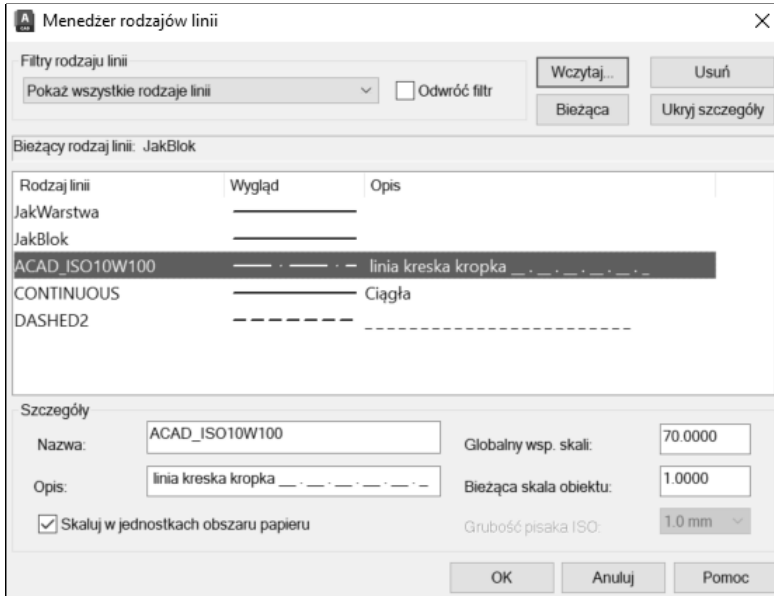 A
CAD
Menedżer rodzajów linii
Filtry rodzaju linii
Pokaż wszystkie rodzaje linii
Odwróć filtr
Wczytaj...
Usuń
Bieżąca
Ukryj szczegóły
Bieżący rodzaj linii: JakBlok
Rodzaj linii Wygląd Opis
JakWarstwa
JakBlok
ACAD_ISO10W100 linia kreska kropka __ . __ . __ . __ . __ . _
CONTINUOUS Ciągła
DASHED2 _ _ _ _ _ _ _ _ _ _ _ _ _ _ _ _ _ _ _ _ _ _ _ _
Szczegóły
Nazwa: ACAD_ISO10W100
Globalny wsp. skali: 70.0000
Opis: linia kreska kropka __ . __ . __ . __ . __ . _
Bieżąca skala obiektu: 1.0000
Skaluj w jednostkach obszaru papieru
Grubość pisaka ISO: 1.0 mm
OK Anuluj Pomoc